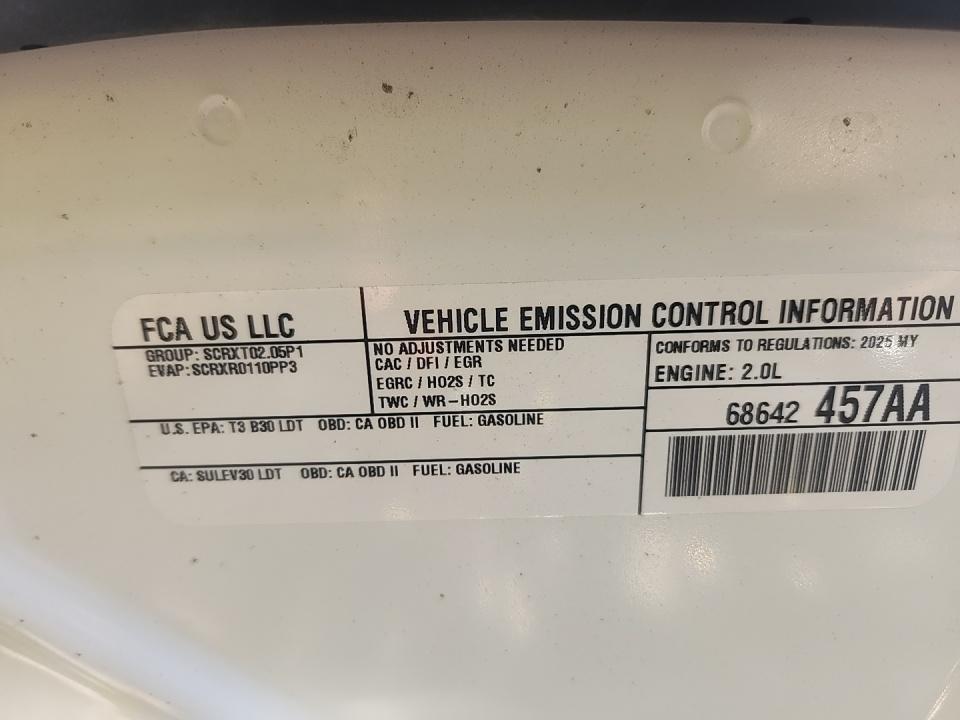 FCA US LLC
GROUP: SCRXT02.05P1
EVAP:SCRXR0110PP3
VEHICLE EMISSION CONTROL INFORMATION
NO ADJUSTMENTS NEEDED
CAC / DFI / EGR
EGRC / HO2S / TC
TWC / WR-HO2S
CONFORMS TO REGULATIONS: 2025 MY
ENGINE: 2.0L
68642 457AA
U.S. EPA: T3 B30 LDT OBD: CA OBD II FUEL: GASOLINE
CA: SULEV30 LDT OBD: CA OBD II FUEL: GASOLINE